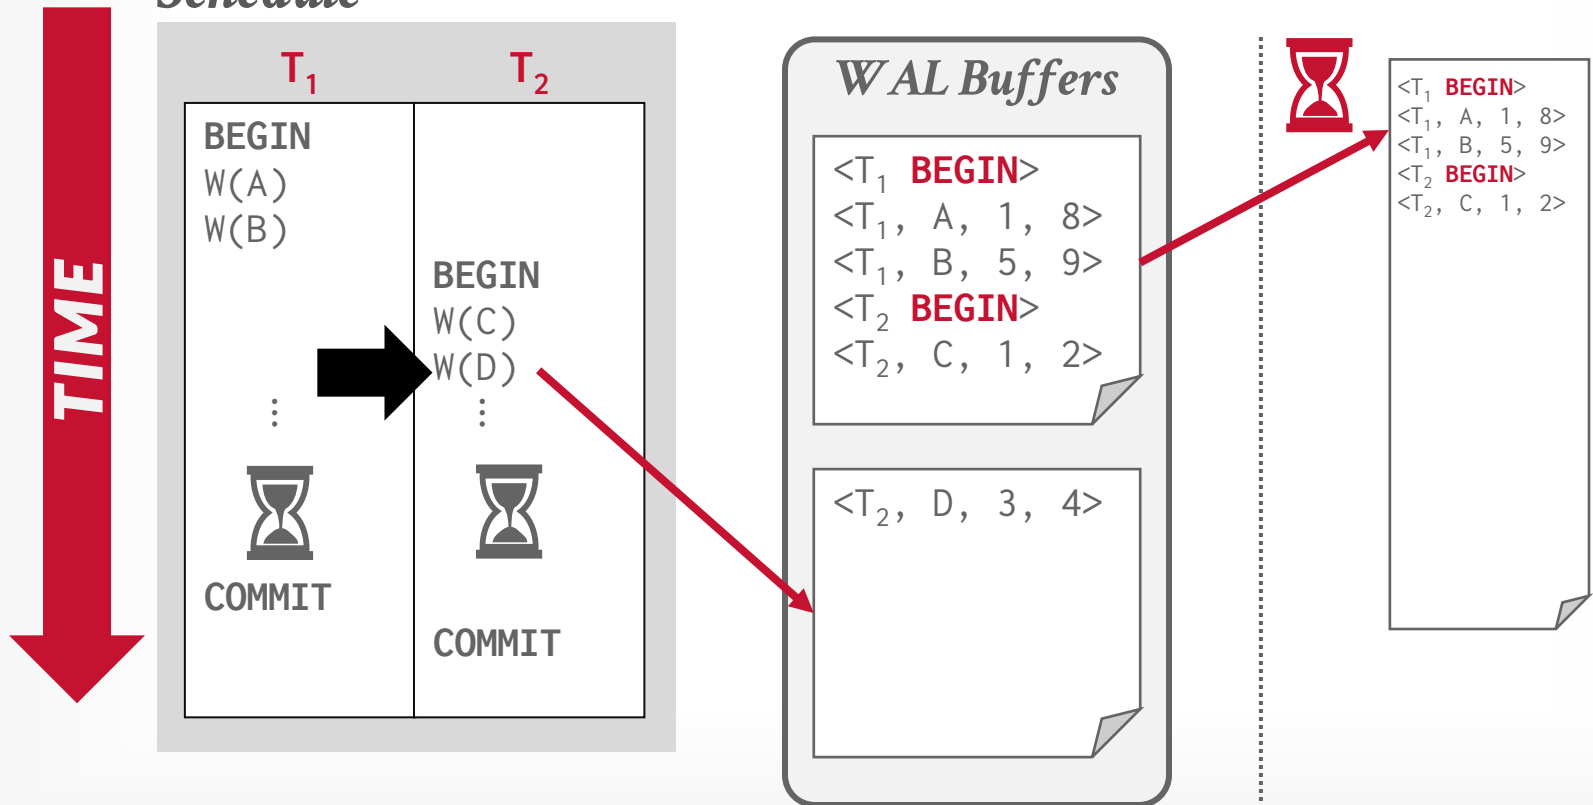 Schedule
TIME
T₁ T₂
BEGIN
W(A)
W(B)
⋮
COMMIT
BEGIN
W(C)
W(D)
⋮
COMMIT
WAL Buffers
<T₁ BEGIN>
<T₁, A, 1, 8>
<T₁, B, 5, 9>
<T₂ BEGIN>
<T₂, C, 1, 2>
<T₂, D, 3, 4>
<T₁ BEGIN>
<T₁, A, 1, 8>
<T₁, B, 5, 9>
<T₂ BEGIN>
<T₂, C, 1, 2>